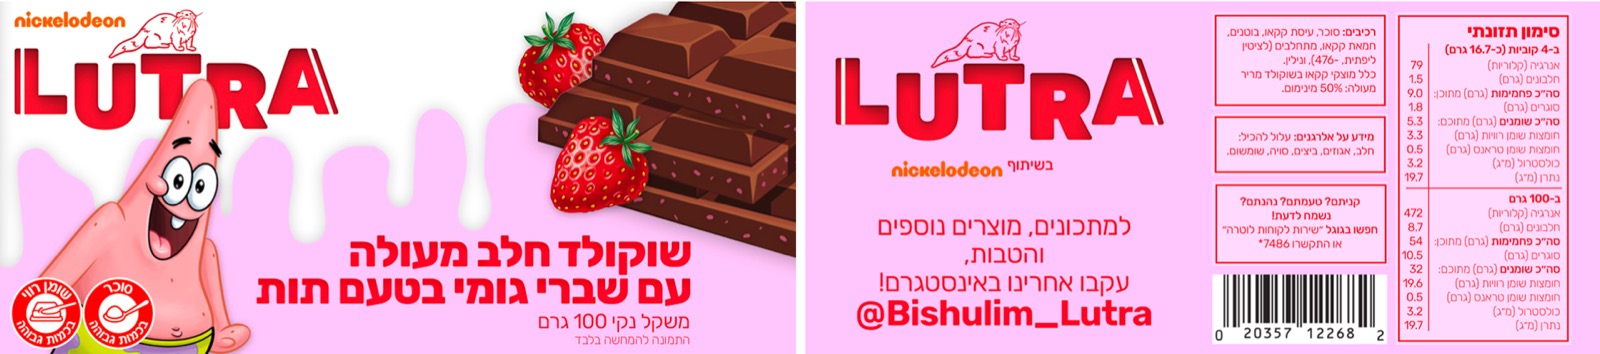 nickelodeon
LUTRA
שוקולד חלב מעולה
עם שברי גומי בטעם תות
משקל נקי 100 גרם
התמונה להמחשה בלבד
שומן רווי
בכמות גבוהה
סוכר
בכמות גבוהה
LUTRA
בשיתוף nickelodeon
למתכונים, מוצרים נוספים
והטבות,
עקבו אחרינו באינסטגרם!
@Bishulim_Lutra
רכיבים: סוכר, עיסת קקאו, בוטנים,
חמאת קקאו, מתחלבים (לציטין
ליפתית, -476), ונילין.
כלל מוצקי קקאו בשוקולד מריר
מעולה: 50% מינימום.
מידע על אלרגנים: עלול להכיל:
חלב, אגוזים, ביצים, סויה, שומשום.
קניתם? טעמתם? נהנתם?
נשמח לדעת!
חפשו בגוגל "שירות לקוחות לוטרה"
או התקשרו 7486*
0 20357 12268 2
סימון תזונתי
ב-4 קוביות (כ-16.7 גרם)
אנרגיה (קלוריות) 79
חלבונים (גרם) 1.5
סה"כ פחמימות (גרם) מתוכן: 9.0
סוגרים (גרם) 1.8
סה"כ שומנים (גרם) מתוכם: 5.3
חומצות שומן רוויות (גרם) 3.3
חומצות שומן טראנס (גרם) 0.5
כולסטרול (מ"ג) 3.2
נתרן (מ"ג) 19.7
ב-100 גרם
אנרגיה (קלוריות) 472
חלבונים (גרם) 8.7
סה"כ פחמימות (גרם) מתוכן: 54
סוגרים (גרם) 10.5
סה"כ שומנים (גרם) מתוכם: 32
חומצות שומן רוויות (גרם) 19.6
חומצות שומן טראנס (גרם) 0.5
כולסטרול (מ"ג) 3.2
נתרן (מ"ג) 19.7